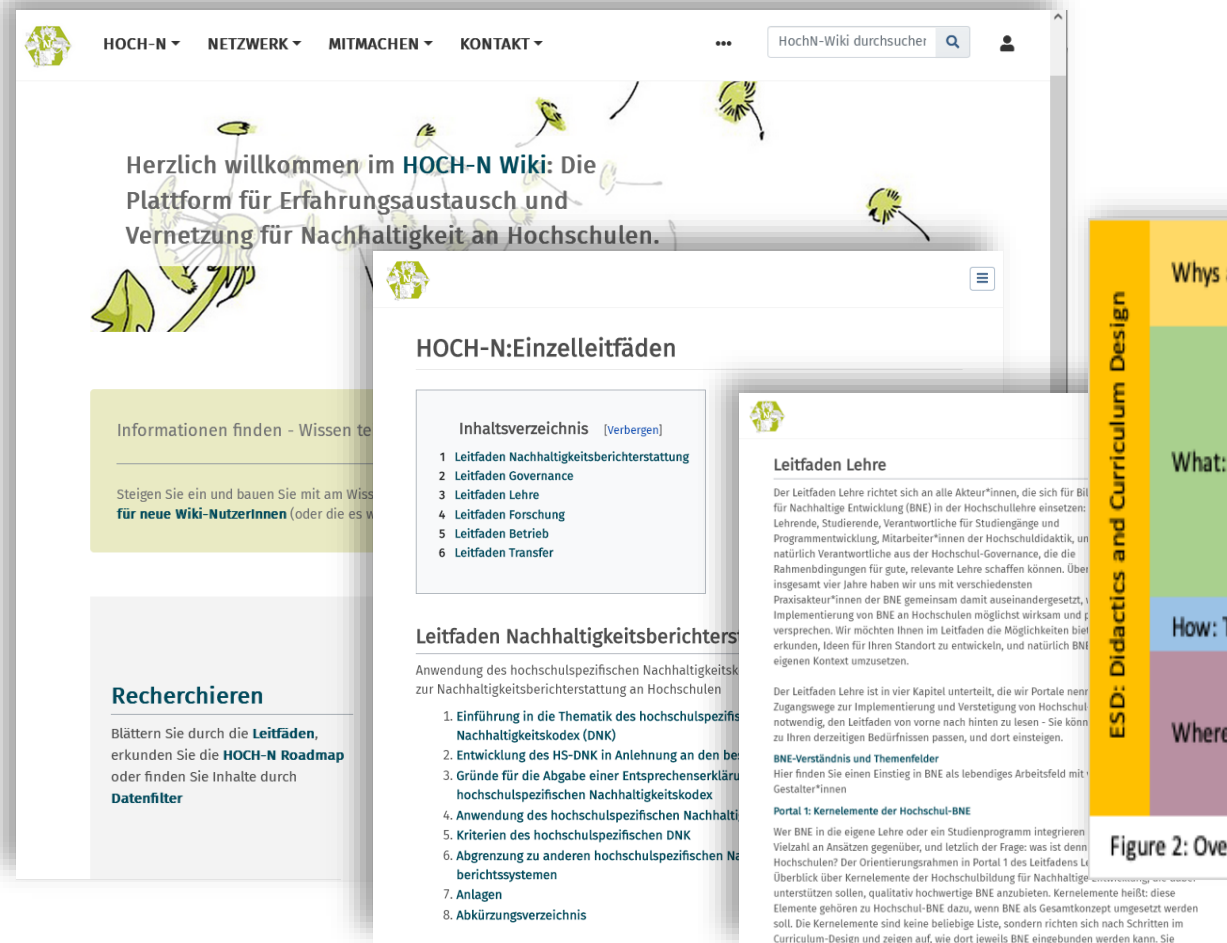 HOCH-N NETZWERK MITMACHEN KONTAKT
HochN-Wiki durchsuchen
Herzlich willkommen im HOCH-N Wiki: Die
Plattform für Erfahrungsaustausch und
Vernetzung für Nachhaltigkeit an Hochschulen.
Informationen finden - Wissen te
Steigen Sie ein und bauen Sie mit am Wiss
für neue Wiki-NutzerInnen (oder die es w
Recherchieren
Blättern Sie durch die Leitfäden,
erkunden Sie die HOCH-N Roadmap
oder finden Sie Inhalte durch
Datenfilter
HOCH-N:Einzelleitfäden
Inhaltsverzeichnis [Verbergen]
1 Leitfaden Nachhaltigkeitsberichterstattung
2 Leitfaden Governance
3 Leitfaden Lehre
4 Leitfaden Forschung
5 Leitfaden Betrieb
6 Leitfaden Transfer
Leitfaden Nachhaltigkeitsberichters
Anwendung des hochschulspezifischen Nachhaltigkeitsk
zur Nachhaltigkeitsberichterstattung an Hochschulen
1. Einführung in die Thematik des hochschulspezifis
Nachhaltigkeitskodex (DNK)
2. Entwicklung des HS-DNK in Anlehnung an den be
3. Gründe für die Abgabe einer Entsprechenserkläru
hochschulspezifischen Nachhaltigkeitskodex
4. Anwendung des hochschulspezifischen Nachhalti
5. Kriterien des hochschulspezifischen DNK
6. Abgrenzung zu anderen hochschulspezifischen Na
berichtssystemen
7. Anlagen
8. Abkürzungsverzeichnis
Leitfaden Lehre
Der Leitfaden Lehre richtet sich an alle Akteur*innen, die sich für Bil
für Nachhaltige Entwicklung (BNE) in der Hochschullehre einsetzen:
Lehrende, Studierende, Verantwortliche für Studiengänge und
Programmentwicklung, Mitarbeiter*innen der Hochschuldidaktik, un
natürlich Verantwortliche aus der Hochschul-Governance, die die
Rahmenbdingungen für gute, relevante Lehre schaffen können. Über
insgesamt vier Jahre haben wir uns mit verschiedensten
Praxisakteur*innen der BNE gemeinsam damit auseinandergesetzt,
Implementierung von BNE an Hochschulen möglichst wirksam und p
versprechen. Wir möchten Ihnen im Leitfaden die Möglichkeiten biet
erkunden, Ideen für Ihren Standort zu entwickeln, und natürlich BNE
eigenen Kontext umzusetzen.
Der Leitfaden Lehre ist in vier Kapitel unterteilt, die wir Portale nenn
Zugangswege zur Implementierung und Verstetigung von Hochschul-
notwendig, den Leitfaden von vorne nach hinten zu lesen - Sie könn
zu Ihren derzeitigen Bedürfnissen passen, und dort einsteigen.
BNE-Verständnis und Themenfelder
Hier finden Sie einen Einstieg in BNE als lebendiges Arbeitsfeld mit
Gestalter*innen
Portal 1: Kernelemente der Hochschul-BNE
Wer BNE in die eigene Lehre oder ein Studienprogramm integrieren
Vielzahl an Ansätzen gegenüber, und letzlich der Frage: was ist denn
Hochschulen? Der Orientierungsrahmen in Portal 1 des Leitfadens Le
Überblick über Kernelemente der Hochschulbildung für Nachhaltige
unterstützen sollen, qualitativ hochwertige BNE anzubieten. Kernelemente heißt: diese
Elemente gehören zu Hochschul-BNE dazu, wenn BNE als Gesamtkonzept umgesetzt werden
soll. Die Kernelemente sind keine beliebige Liste, sondern richten sich nach Schritten im
Curriculum-Design und zeigen auf, wie dort jeweils BNE eingebunden werden kann. Sie
ESD: Didactics and Curriculum Design
Whys
What:
How: T
Where
Figure 2: Ove